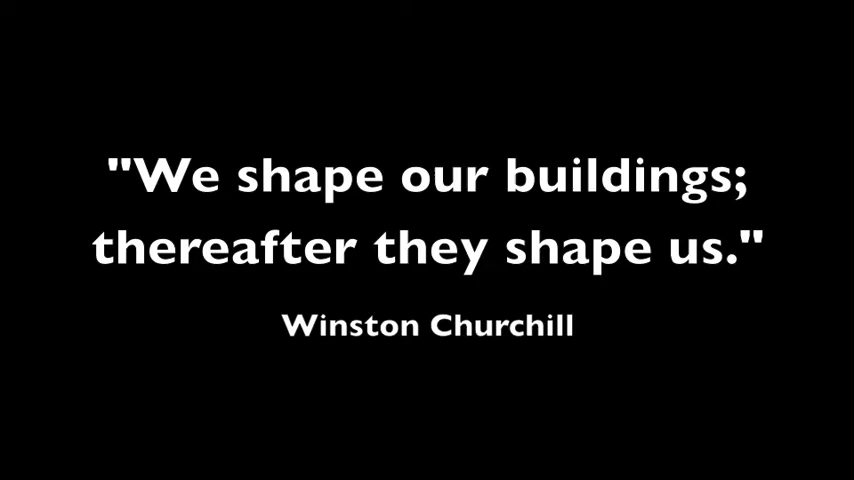 "We shape our buildings;
thereafter they shape us."
Winston Churchill